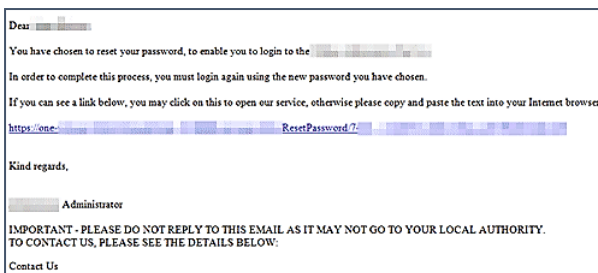 Dear
You have chosen to reset your password, to enable you to login to the
In order to complete this process, you must login again using the new password you have chosen.
If you can see a link below, you may click on this to open our service, otherwise please copy and paste the text into your Internet browser
https://one- ResetPassword/7-
Kind regards,
Administrator
IMPORTANT - PLEASE DO NOT REPLY TO THIS EMAIL AS IT MAY NOT GO TO YOUR LOCAL AUTHORITY.
TO CONTACT US, PLEASE SEE THE DETAILS BELOW:
Contact Us